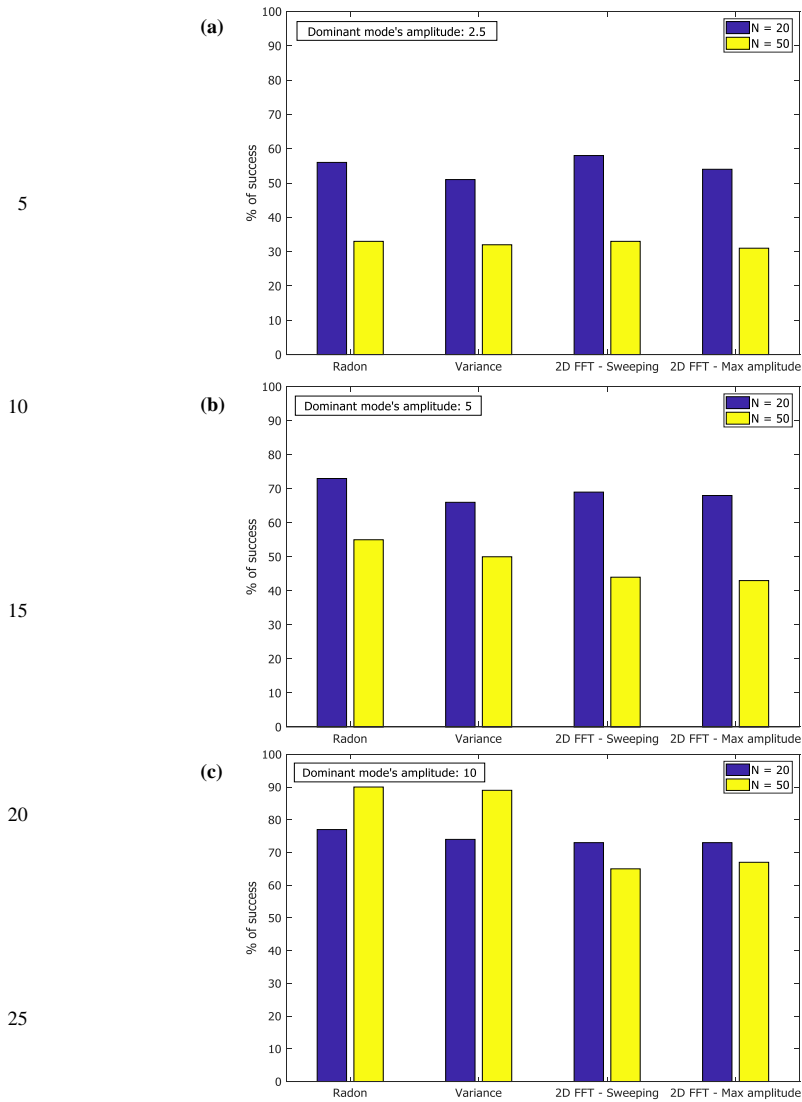 (a)
Dominant mode's amplitude: 2.5
N = 20
N = 50
100
90
80
70
60
50
40
30
20
10
0
% of success
Radon Variance 2D FFT - Sweeping 2D FFT - Max amplitude
5
10
(b)
Dominant mode's amplitude: 5
N = 20
N = 50
100
90
80
70
60
50
40
30
20
10
0
% of success
Radon Variance 2D FFT - Sweeping 2D FFT - Max amplitude
15
(c)
Dominant mode's amplitude: 10
N = 20
N = 50
100
90
80
70
60
50
40
30
20
10
0
% of success
Radon Variance 2D FFT - Sweeping 2D FFT - Max amplitude
20
25